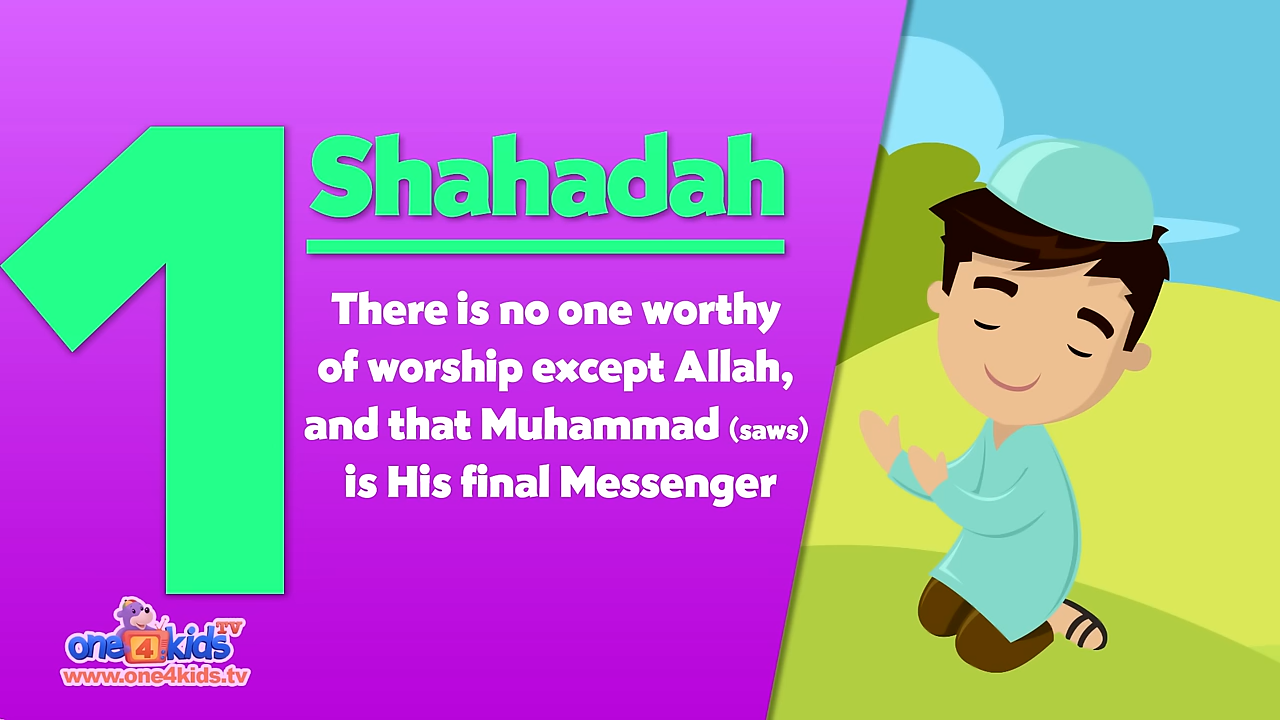 1
Shahadah
There is no one worthy
of worship except Allah,
and that Muhammad (saws)
is His final Messenger
one4kids TV
www.one4kids.tv